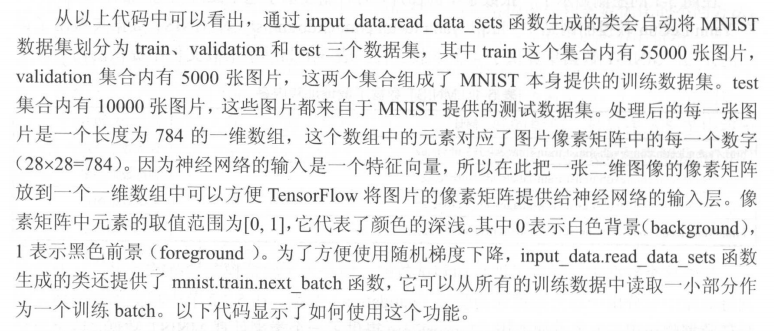 从以上代码中可以看出，通过 input_data.read_data_sets 函数生成的类会自动将 MNIST
数据集划分为 train、validation 和 test 三个数据集，其中 train 这个集合内有 55000 张图片，
validation 集合内有 5000 张图片，这两个集合组成了 MNIST 本身提供的训练数据集。test
集合内有 10000 张图片，这些图片都来自于 MNIST 提供的测试数据集。处理后的每一张图
片是一个长度为 784 的一维数组，这个数组中的元素对应了图片像素矩阵中的每一个数字
（28×28=784）。因为神经网络的输入是一个特征向量，所以在此把一张二维图像的像素矩阵
放到一个一维数组中可以方便 TensorFlow 将图片的像素矩阵提供给神经网络的输入层。像
素矩阵中元素的取值范围为[0, 1]，它代表了颜色的深浅。其中 0 表示白色背景（background），
1 表示黑色前景（foreground ）。为了方便使用随机梯度下降，input_data.read_data_sets 函数
生成的类还提供了 mnist.train.next_batch 函数，它可以从所有的训练数据中读取一小部分作
为一个训练 batch。以下代码显示了如何使用这个功能。